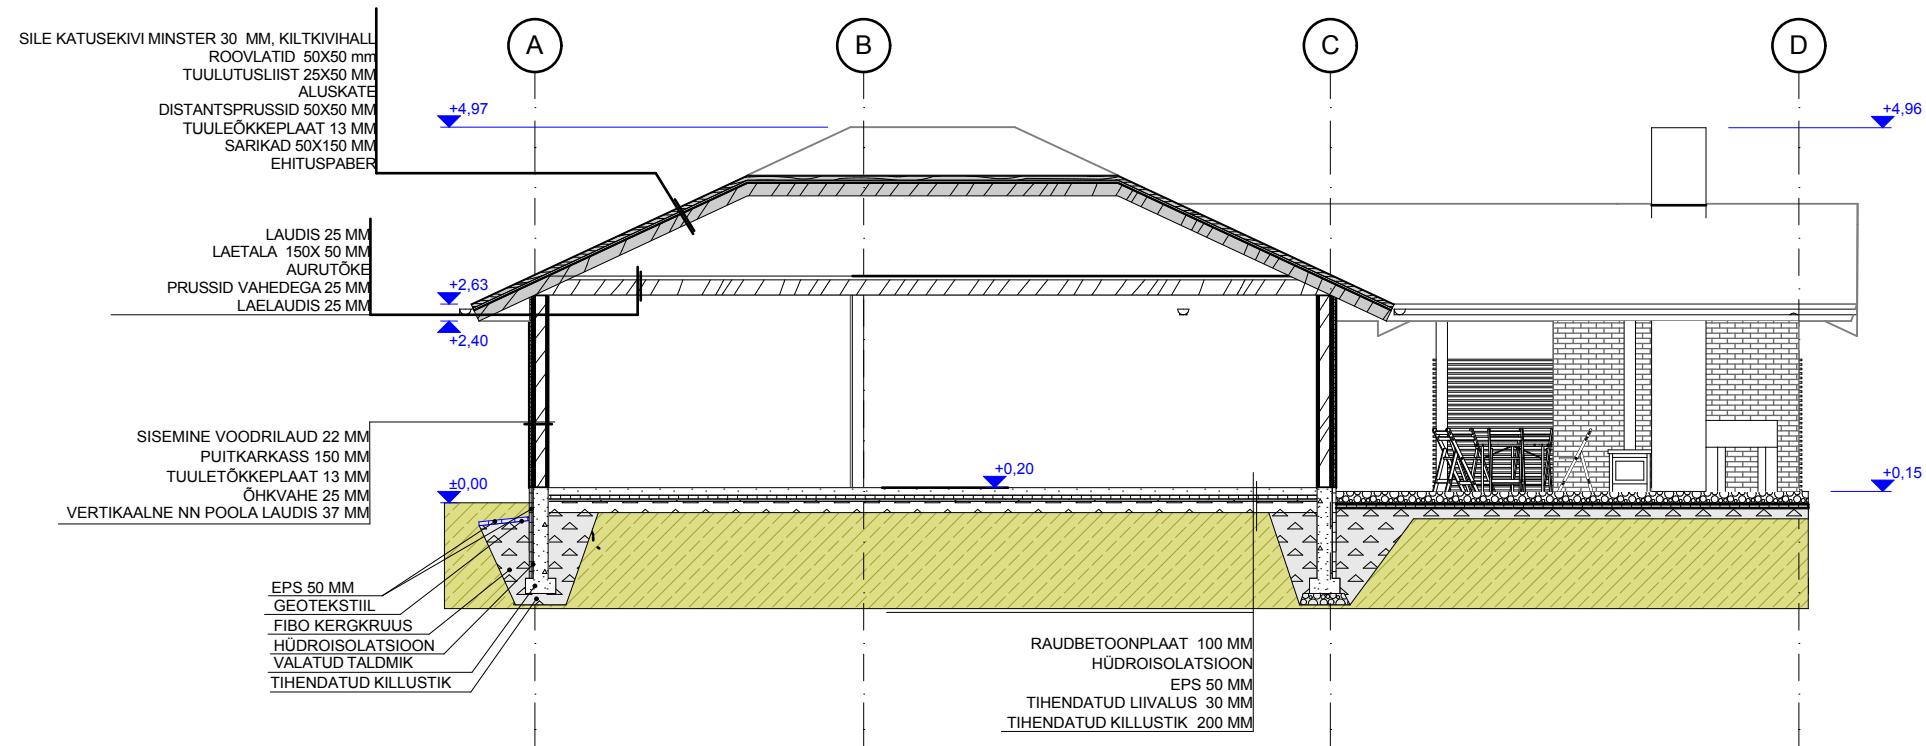 A
B
C
D
SILE KATUSEKIVI MINSTER 30 MM, KILTKIVIHALL
ROOVLATID 50X50 mm
TUULUTUSLIIST 25X50 MM
ALUSKATE
DISTANTSPRUSSID 50X50 MM
TUULEÕKKEPLAAT 13 MM
SARIKAD 50X150 MM
EHITUSPABER
+4,97
+4,96
LAUDIS 25 MM
LAETALA 150X 50 MM
AURUTÕKE
PRUSSID VAHEDEGA 25 MM
LAELAUDIS 25 MM
+2,63
+2,40
SISEMINE VOODRILAUD 22 MM
PUITKARKASS 150 MM
TUULETÕKKEPLAAT 13 MM
ÕHKVAHE 25 MM
VERTIKAALNE NN POOLA LAUDIS 37 MM
±0,00
+0,20
+0,15
EPS 50 MM
GEOTEKSTIIL
FIBO KERGKRUUS
HÜDROISOLATSIOON
VALATUD TALDMIK
TIHENDATUD KILLUSTIK
RAUDBETOONPLAAT 100 MM
HÜDROISOLATSIOON
EPS 50 MM
TIHENDATUD LIIVALUS 30 MM
TIHENDATUD KILLUSTIK 200 MM